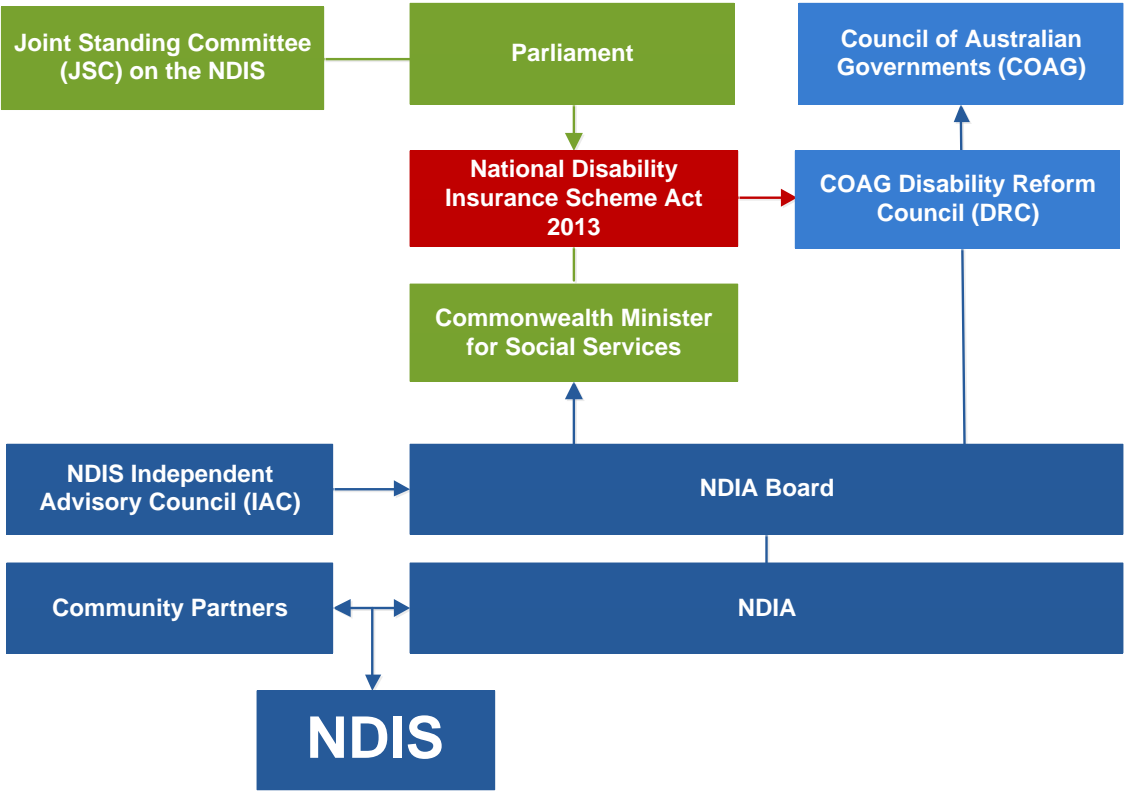 Joint Standing Committee
(JSC) on the NDIS
Parliament
Council of Australian
Governments (COAG)
National Disability
Insurance Scheme Act
2013
COAG Disability Reform
Council (DRC)
Commonwealth Minister
for Social Services
NDIS Independent
Advisory Council (IAC)
NDIA Board
Community Partners
NDIA
NDIS